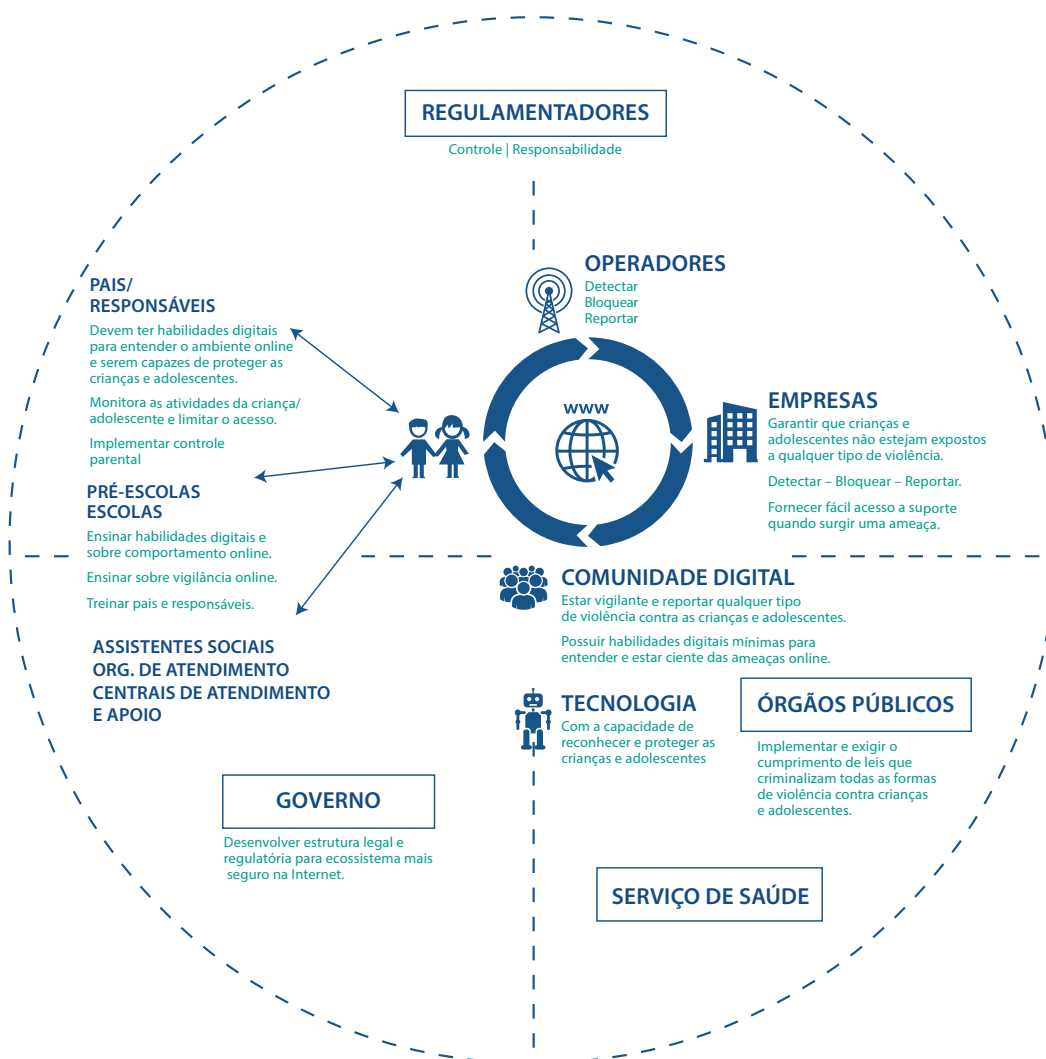 REGULAMENTADORES
Controle | Responsabilidade
OPERADORES
Detectar
Bloquear
Reportar
PAIS/
RESPONSÁVEIS
Devem ter habilidades digitais
para entender o ambiente online
e serem capazes de proteger as
crianças e adolescentes.
Monitora as atividades da criança/
adolescente e limitar o acesso.
Implementar controle
parental
WWW
EMPRESAS
Garantir que crianças e
adolescentes não estejam expostos
a qualquer tipo de violência.
Detectar – Bloquear – Reportar.
Fornecer fácil acesso a suporte
quando surgir uma ameaça.
PRÉ-ESCOLAS
ESCOLAS
Ensinar habilidades digitais e
sobre comportamento online.
Ensinar sobre vigilância online.
Treinar pais e responsáveis.
COMUNIDADE DIGITAL
Estar vigilante e reportar qualquer tipo
de violência contra as crianças e adolescentes.
Possuir habilidades digitais mínimas para
entender e estar ciente das ameaças online.
ASSISTENTES SOCIAIS
ORG. DE ATENDIMENTO
CENTRAIS DE ATENDIMENTO
E APOIO
TECNOLOGIA
Com a capacidade de
reconhecer e proteger as
crianças e adolescentes
ÓRGÃOS PÚBLICOS
Implementar e exigir o
cumprimento de leis que
criminalizam todas as formas
de violência contra crianças
e adolescentes.
GOVERNO
Desenvolver estrutura legal e
regulatória para ecossistema mais
seguro na Internet.
SERVIÇO DE SAÚDE